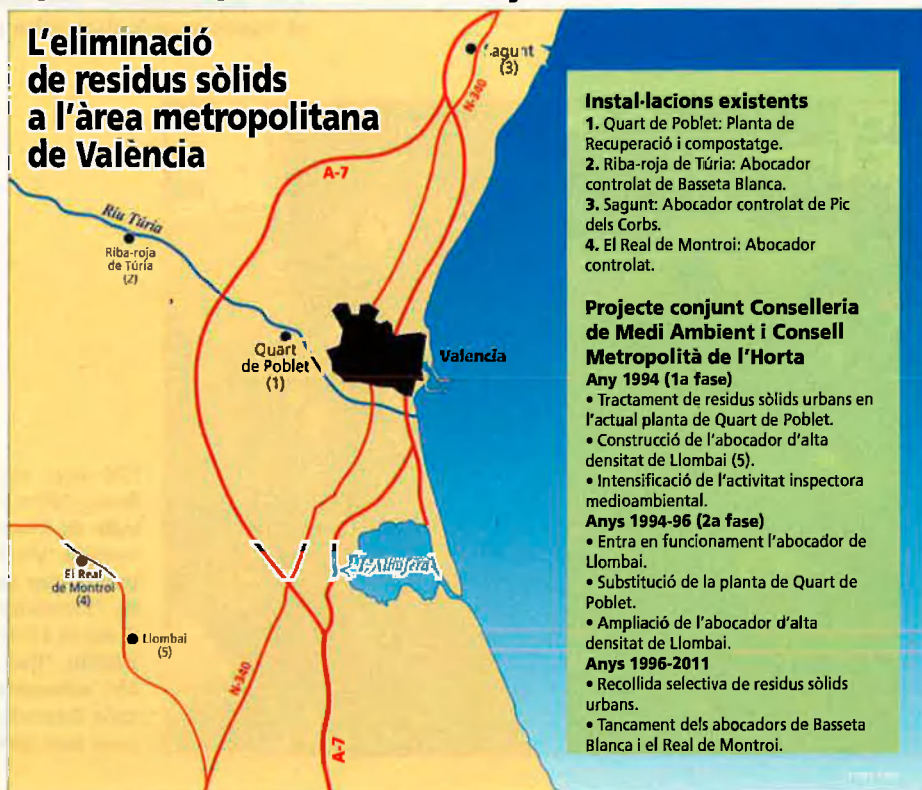 L'eliminació
de residus sòlids
a l'àrea metropolitana
de València
Sagunt
(3)
N-340
A-7
Riu Túria
Riba-roja
de Túria
(2)
Quart
de Poblet
(1)
Valencia
L'Albufera
El Real
de Montroi
(4)
Llombai
(5)
N-340
A-7
Instal·lacions existents
1. Quart de Poblet: Planta de
Recuperació i compostatge.
2. Riba-roja de Túria: Abocador
controlat de Basseta Blanca.
3. Sagunt: Abocador controlat de Pic
dels Corbs.
4. El Real de Montroi: Abocador
controlat.
Projecte conjunt Conselleria
de Medi Ambient i Consell
Metropolità de l'Horta
Any 1994 (1a fase)
• Tractament de residus sòlids urbans en
l'actual planta de Quart de Poblet.
• Construcció de l'abocador d'alta
densitat de Llombai (5).
• Intensificació de l'activitat inspectora
medioambiental.
Anys 1994-96 (2a fase)
• Entra en funcionament l'abocador de
Llombai.
• Substitució de la planta de Quart de
Poblet.
• Ampliació de l'abocador d'alta
densitat de Llombai.
Anys 1996-2011
• Recollida selectiva de residus sòlids
urbans.
• Tancament dels abocadors de Basseta
Blanca i el Real de Montroi.